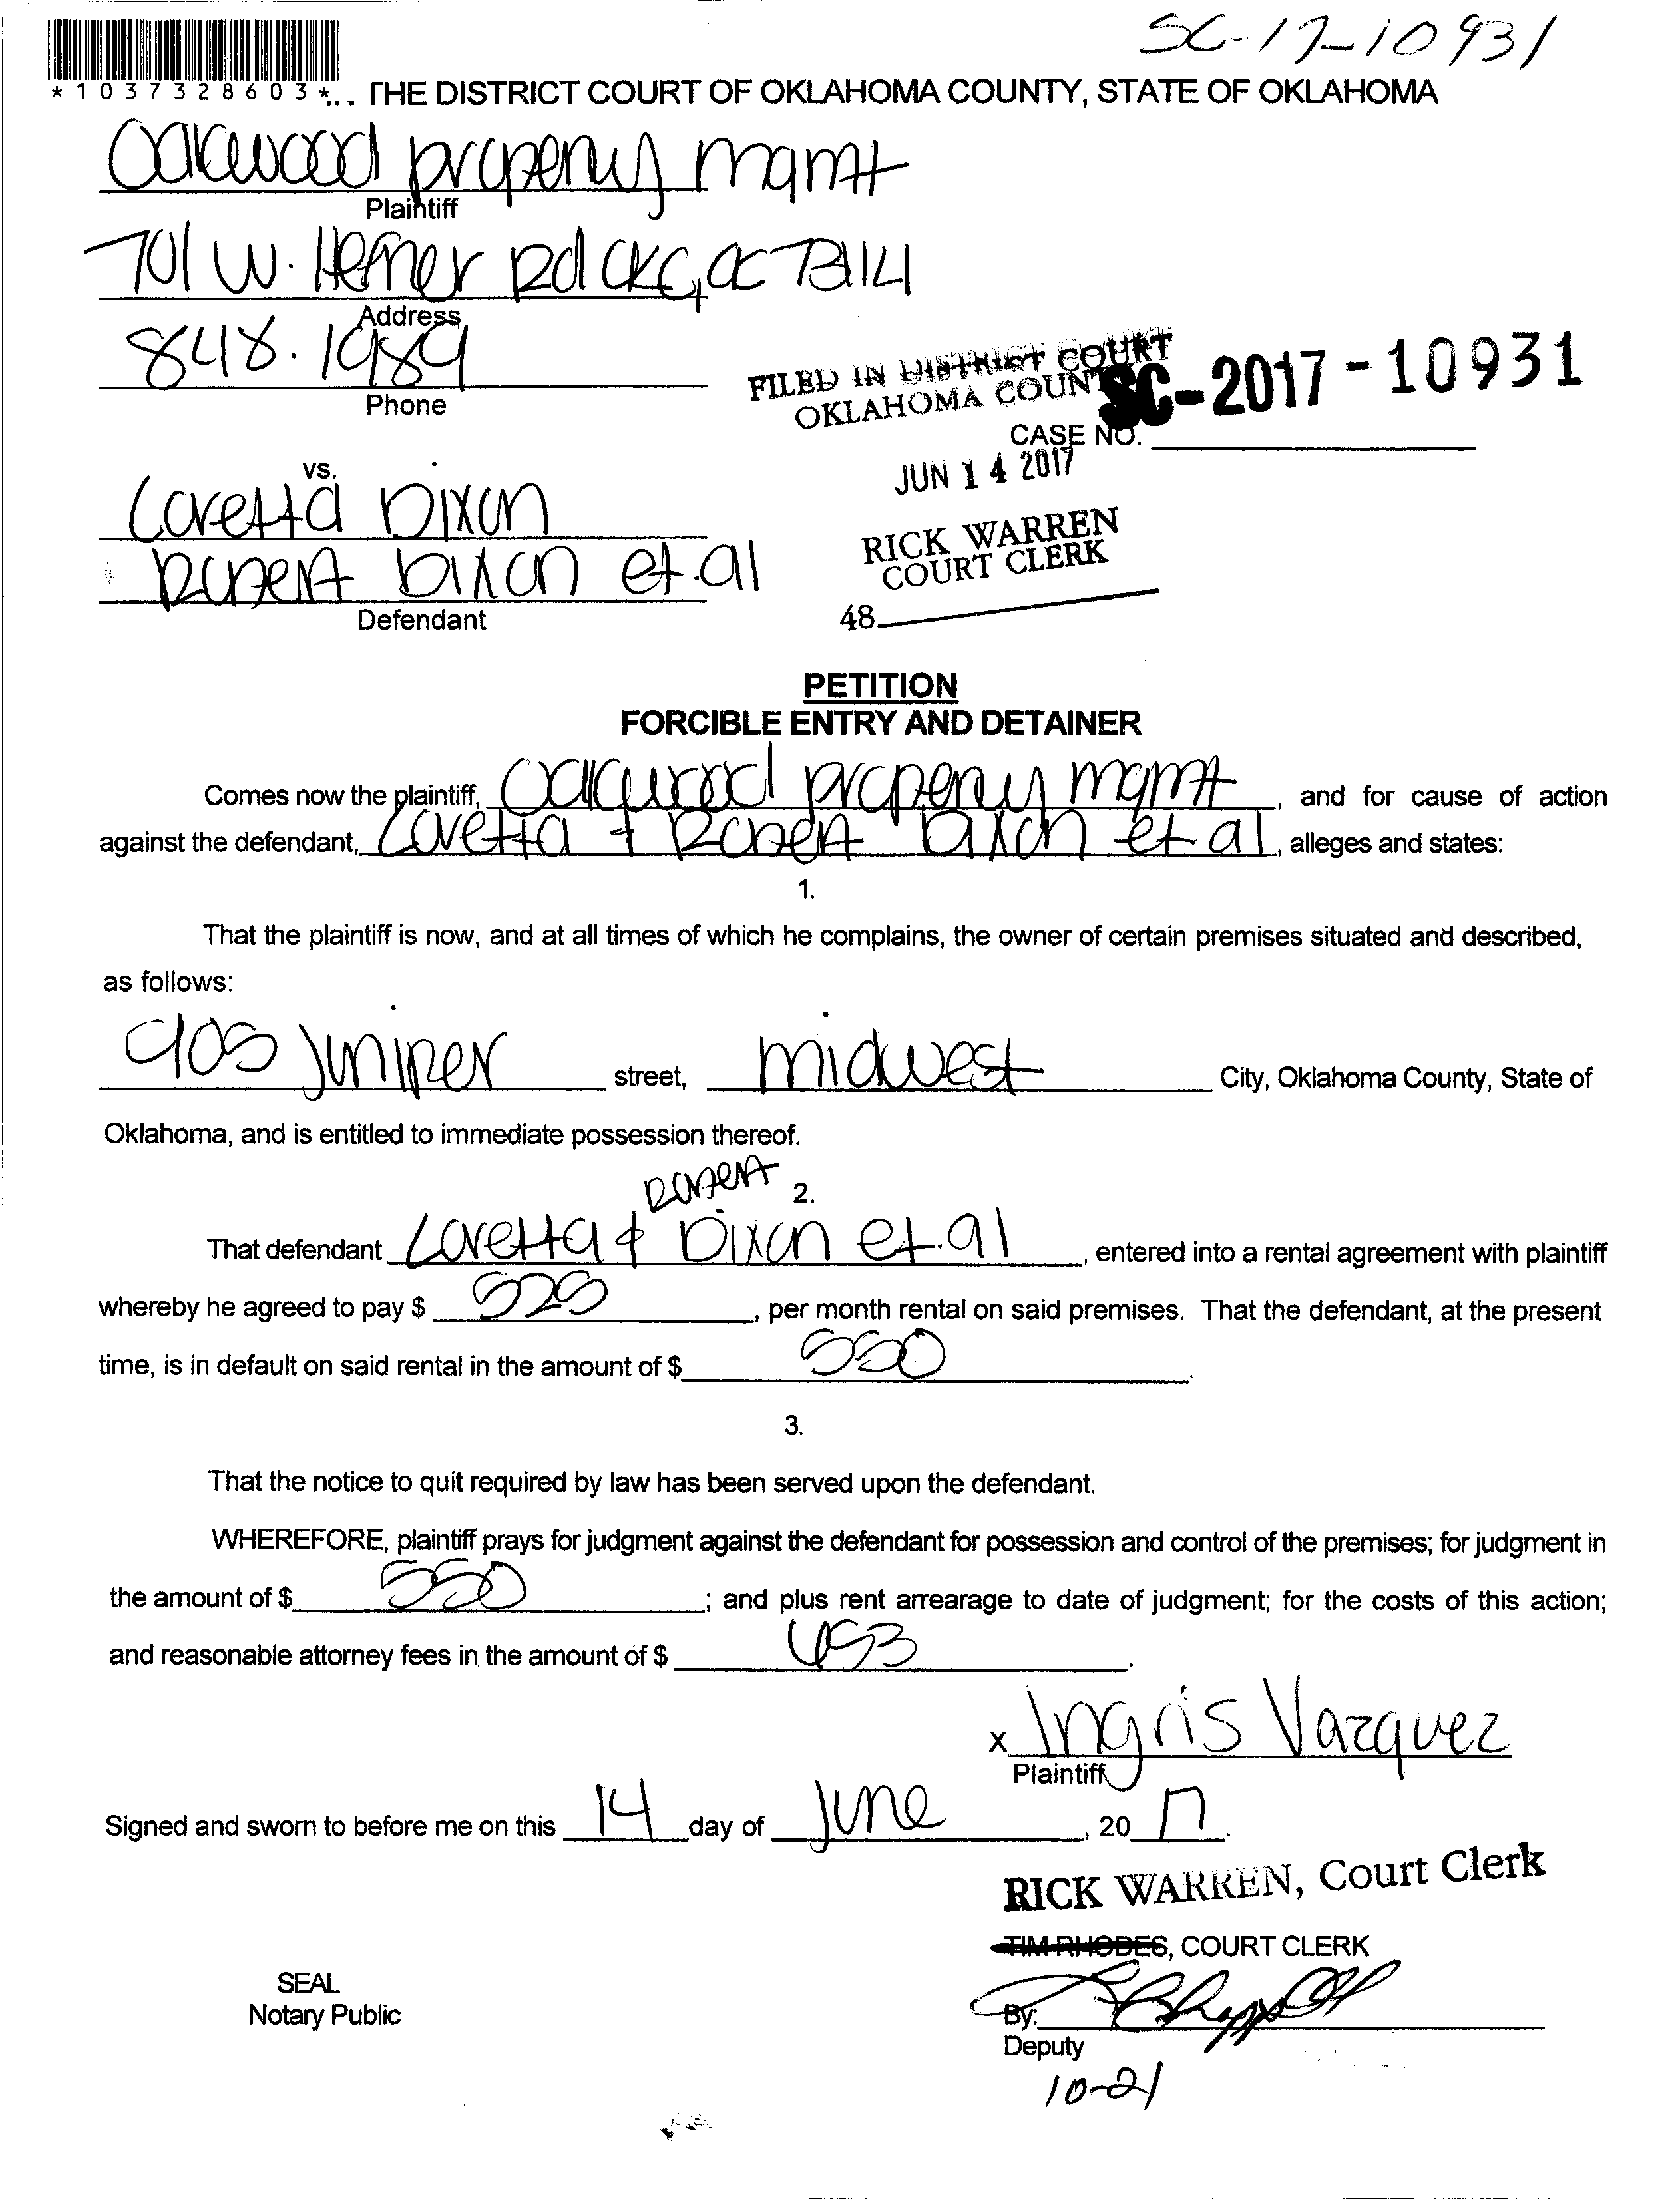 SC-17-10931
*1037328603*
THE DISTRICT COURT OF OKLAHOMA COUNTY, STATE OF OKLAHOMA
Oakwood property mgmt
Plaintiff
701 W. Hefner Rd OKC, OK 73114
Address
848.1989
Phone
FILED IN DISTRICT COURT
OKLAHOMA COUN
SC-2017-10931
CASE NO.
JUN 14 2017
RICK WARREN
COURT CLERK
48
vs.
Loretta Dixon
Robert Dixon et.al
Defendant
PETITION
FORCIBLE ENTRY AND DETAINER
Comes now the plaintiff, Oakwood property mgmt, and for cause of action
against the defendant, Loretta & Robert Dixon et al, alleges and states:
1.
That the plaintiff is now, and at all times of which he complains, the owner of certain premises situated and described,
as follows:
905 Juniper street, midwest City, Oklahoma County, State of
Oklahoma, and is entitled to immediate possession thereof.
Robert
2.
That defendant Loretta & Dixon et.al, entered into a rental agreement with plaintiff
whereby he agreed to pay $ 525, per month rental on said premises. That the defendant, at the present
time, is in default on said rental in the amount of $ 550.
3.
That the notice to quit required by law has been served upon the defendant.
WHEREFORE, plaintiff prays for judgment against the defendant for possession and control of the premises; for judgment in
the amount of $ 550; and plus rent arrearage to date of judgment; for the costs of this action;
and reasonable attorney fees in the amount of $ 653.
x Ingris Vazquez
Plaintiff
Signed and sworn to before me on this 14 day of June, 20 17.
RICK WARREN, Court Clerk
TIM RHODES, COURT CLERK
SEAL
Notary Public
By:
Deputy
10-21